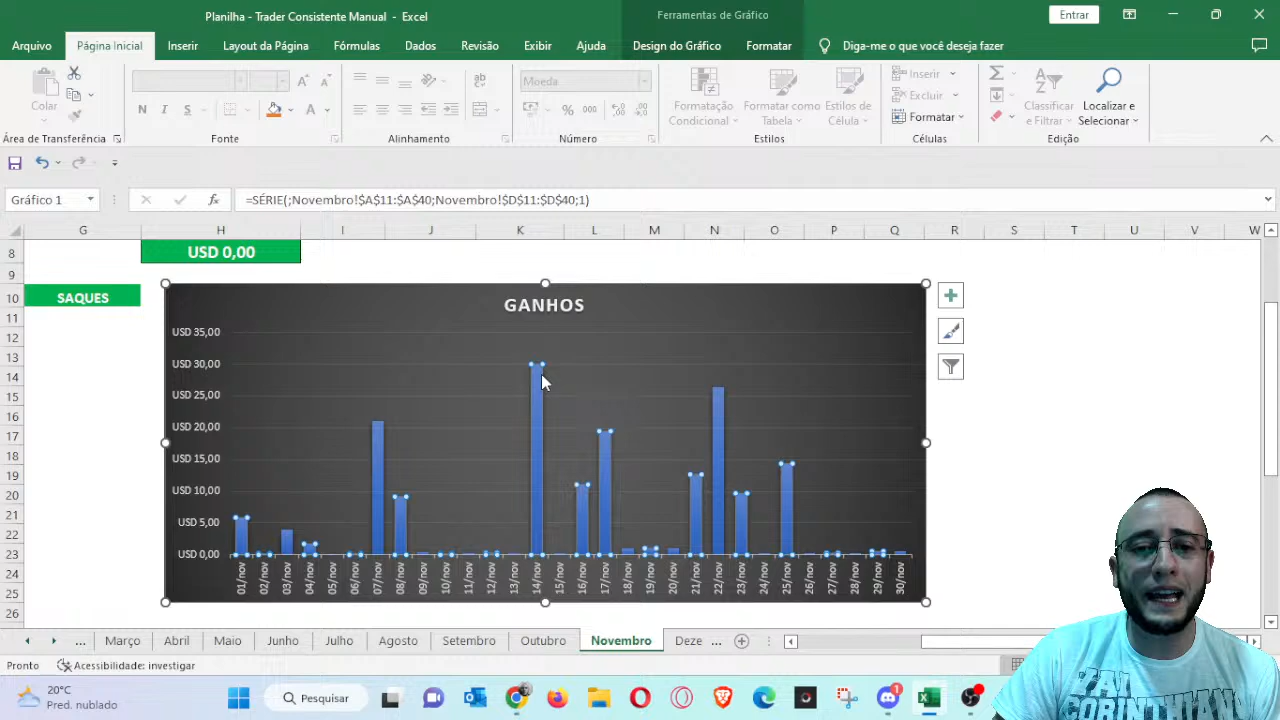 Planilha - Trader Consistente Manual - Excel
Ferramentas de Gráfico
Entrar
Arquivo Página Inicial Inserir Layout da Página Fórmulas Dados Revisão Exibir Ajuda Design do Gráfico Formatar Diga-me o que você deseja fazer
Colar
N I S
Moeda
% 000
Formatação Condicional
Formatar como Tabela
Estilos de Célula
Inserir
Excluir
Formatar
Classificar e Filtrar
Localizar e Selecionar
Área de Transferência Fonte Alinhamento Número Estilos Células Edição
Gráfico 1
fx
=SÉRIE(;Novembro!$A$11:$A$40;Novembro!$D$11:$D$40;1)
G H I J K L M N O P Q R S T U V W
8
USD 0,00
9
10
SAQUES
11
12
13
14
15
16
17
18
19
20
21
22
23
24
25
26
GANHOS
USD 35,00
USD 30,00
USD 25,00
USD 20,00
USD 15,00
USD 10,00
USD 5,00
USD 0,00
01/nov 02/nov 03/nov 04/nov 05/nov 06/nov 07/nov 08/nov 09/nov 10/nov 11/nov 12/nov 13/nov 14/nov 15/nov 16/nov 17/nov 18/nov 19/nov 20/nov 21/nov 22/nov 23/nov 24/nov 25/nov 26/nov 27/nov 28/nov 29/nov 30/nov
... Março Abril Maio Junho Julho Agosto Setembro Outubro Novembro Deze ...
Pronto
Acessibilidade: investigar
20°C
Pred. nublado
Pesquisar
1
CORINTHIANS